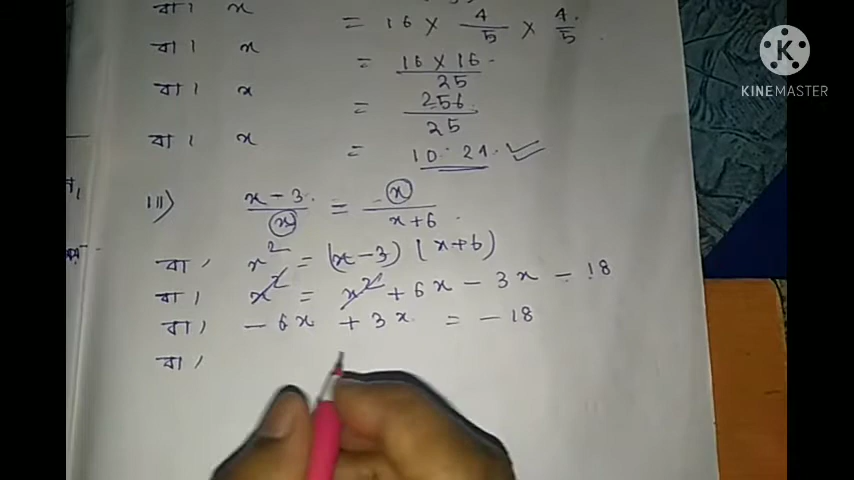 বা। x = 16 × 4/5 × 4/5
বা। x = 16 × 16/25
বা। x = 256/25
বা। x = 10.24
iii) x - 3/x = x/x+6
বা, x² = (x-3) (x+6)
বা, x² = x² + 6x - 3x - 18
বা, - 6x + 3x = - 18
বা,
KINEMASTER